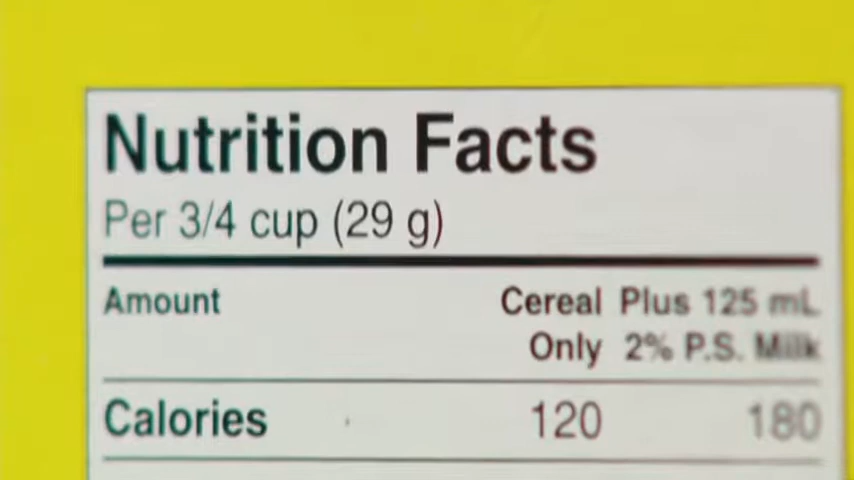 Nutrition Facts
Per 3/4 cup (29 g)
Amount Cereal Plus 125 mL
Only 2% P.S. Milk
Calories 120 180